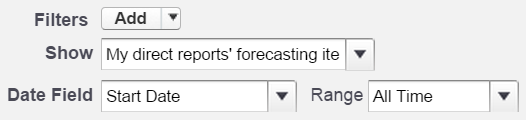 Filters Add
Show My direct reports' forecasting ite
Date Field Start Date Range All Time